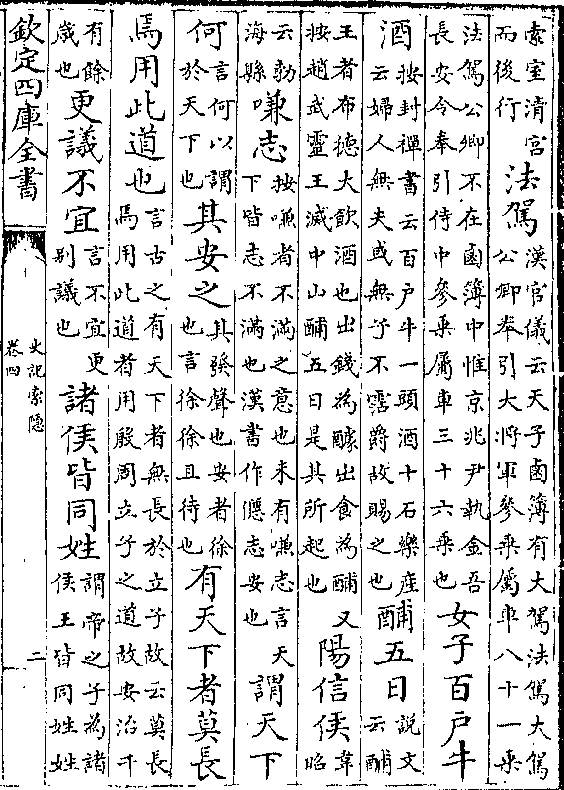 索室清宫而後行法駕漢官儀云天子鹵簿有大駕法駕大駕公卿奉引大將軍參乗屬車八十一乗
法駕公卿不在鹵簿中惟京兆尹執金吾長安令奉引侍中參乗屬車三十六乗也女子百戸牛
酒按封禪書云百戸牛一頭酒十石樂産云婦人無夫或無子不霑爵故賜之也酺五日説文云酺
王者布徳大飲酒也出錢為醵出食為酺又按趙武靈王滅中山酺五日是其所起也陽信侯韋昭
云勃海縣嗛志按嗛者不滿之意也未有嗛志言天下皆志不滿也漢書作㥦志安也謂天下
何言何以謂於天下也其安之其發聲也安者徐也言徐徐且待也有天下者莫長
焉用此道也言古之有天下者無長於立子故云莫長焉用此道者用殷周立子之道故安治千
有餘歳也更議不宜言不宜更别議也諸侯皆同姓謂帝之子為諸侯王皆同姓姓
欽定四庫全書
史記索隠
卷四
二